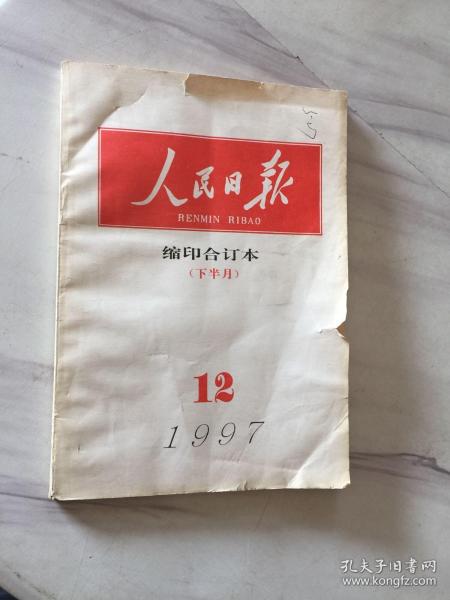 人民日报
RENMIN RIBAO
缩印合订本
（下半月）
12
1997
孔夫子旧书网
www.kongfz.com